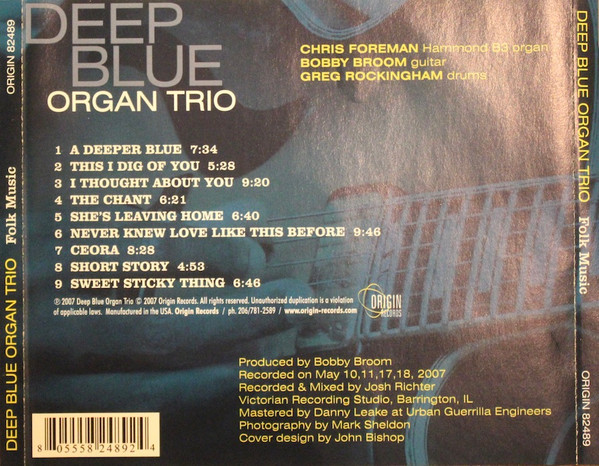 DEEP BLUE ORGAN TRIO Folk Music ORIGIN 82489
DEEP
BLUE
ORGAN TRIO
CHRIS FOREMAN Hammond B3 organ
BOBBY BROOM guitar
GREG ROCKINGHAM drums
1 A DEEPER BLUE 7:34
2 THIS I DIG OF YOU 5:28
3 I THOUGHT ABOUT YOU 9:20
4 THE CHANT 6:21
5 SHE'S LEAVING HOME 6:40
6 NEVER KNEW LOVE LIKE THIS BEFORE 9:46
7 CEORA 8:28
8 SHORT STORY 4:53
9 SWEET STICKY THING 6:46
℗ 2007 Deep Blue Organ Trio © 2007 Origin Records. All rights reserved. Unauthorized duplication is a violation
of applicable laws. Manufactured in the USA. Origin Records / ph. 206/781-2589 / www.origin-records.com
ORIGIN
RECORDS
Produced by Bobby Broom
Recorded on May 10,11,17,18, 2007
Recorded & Mixed by Josh Richter
Victorian Recording Studio, Barrington, IL
Mastered by Danny Leake at Urban Guerrilla Engineers
Photography by Mark Sheldon
Cover design by John Bishop
8 05558 24892 4
DEEP BLUE ORGAN TRIO Folk Music ORIGIN 82489